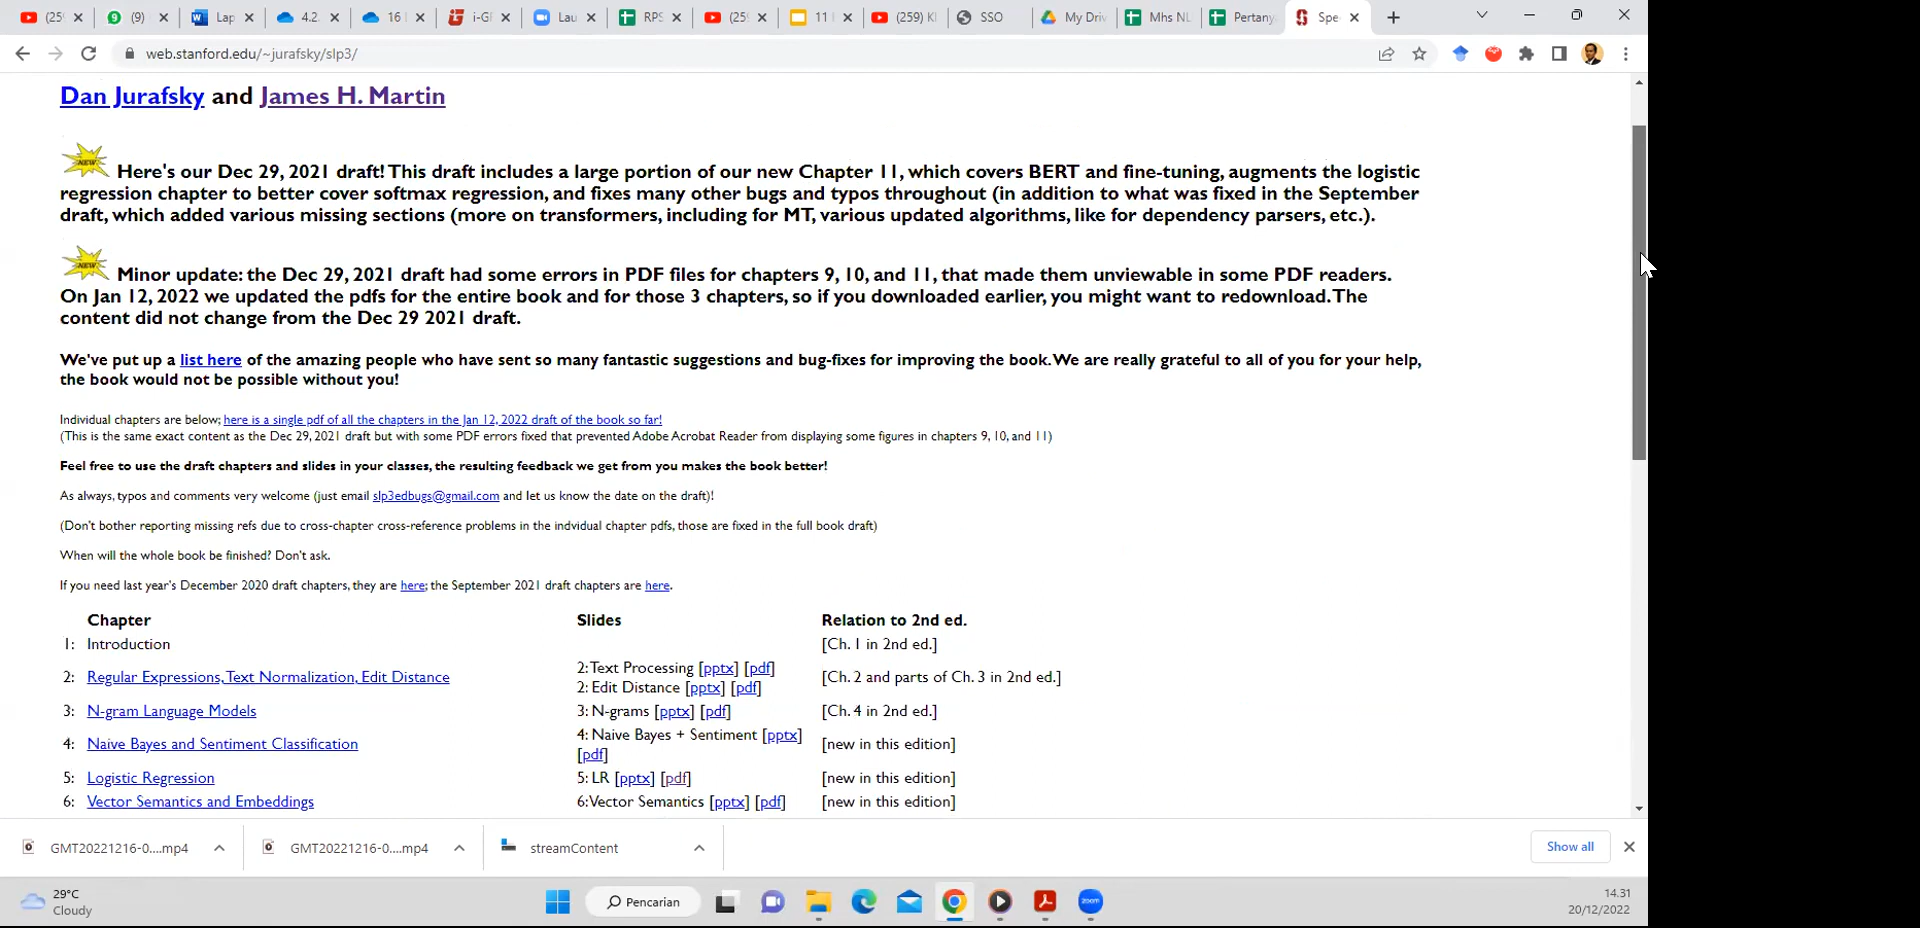 (25!
(9)
Lap
4.2.
16 I
i-GF
Lau
RPS
(25!
11 I
(259) Kl
SSO
My Driv
Mhs NL
Pertany
Spe
web.stanford.edu/~jurafsky/slp3/
Dan Jurafsky and James H. Martin
NEW Here's our Dec 29, 2021 draft! This draft includes a large portion of our new Chapter 11, which covers BERT and fine-tuning, augments the logistic
regression chapter to better cover softmax regression, and fixes many other bugs and typos throughout (in addition to what was fixed in the September
draft, which added various missing sections (more on transformers, including for MT, various updated algorithms, like for dependency parsers, etc.).
NEW Minor update: the Dec 29, 2021 draft had some errors in PDF files for chapters 9, 10, and 11, that made them unviewable in some PDF readers.
On Jan 12, 2022 we updated the pdfs for the entire book and for those 3 chapters, so if you downloaded earlier, you might want to redownload. The
content did not change from the Dec 29 2021 draft.
We've put up a list here of the amazing people who have sent so many fantastic suggestions and bug-fixes for improving the book. We are really grateful to all of you for your help,
the book would not be possible without you!
Individual chapters are below; here is a single pdf of all the chapters in the Jan 12, 2022 draft of the book so far!
(This is the same exact content as the Dec 29, 2021 draft but with some PDF errors fixed that prevented Adobe Acrobat Reader from displaying some figures in chapters 9, 10, and 11)
Feel free to use the draft chapters and slides in your classes, the resulting feedback we get from you makes the book better!
As always, typos and comments very welcome (just email slp3edbugs@gmail.com and let us know the date on the draft)!
(Don't bother reporting missing refs due to cross-chapter cross-reference problems in the indvidual chapter pdfs, those are fixed in the full book draft)
When will the whole book be finished? Don't ask.
If you need last year's December 2020 draft chapters, they are here; the September 2021 draft chapters are here.
Chapter Slides Relation to 2nd ed.
1: Introduction [Ch. 1 in 2nd ed.]
2: Regular Expressions, Text Normalization, Edit Distance 2: Text Processing [pptx] [pdf]
2: Edit Distance [pptx] [pdf] [Ch. 2 and parts of Ch. 3 in 2nd ed.]
3: N-gram Language Models 3: N-grams [pptx] [pdf] [Ch. 4 in 2nd ed.]
4: Naive Bayes and Sentiment Classification 4: Naive Bayes + Sentiment [pptx]
[pdf] [new in this edition]
5: Logistic Regression 5: LR [pptx] [pdf] [new in this edition]
6: Vector Semantics and Embeddings 6: Vector Semantics [pptx] [pdf] [new in this edition]
GMT20221216-0....mp4
GMT20221216-0....mp4
streamContent
Show all
29°C
Cloudy
Pencarian
zoom
14.31
20/12/2022